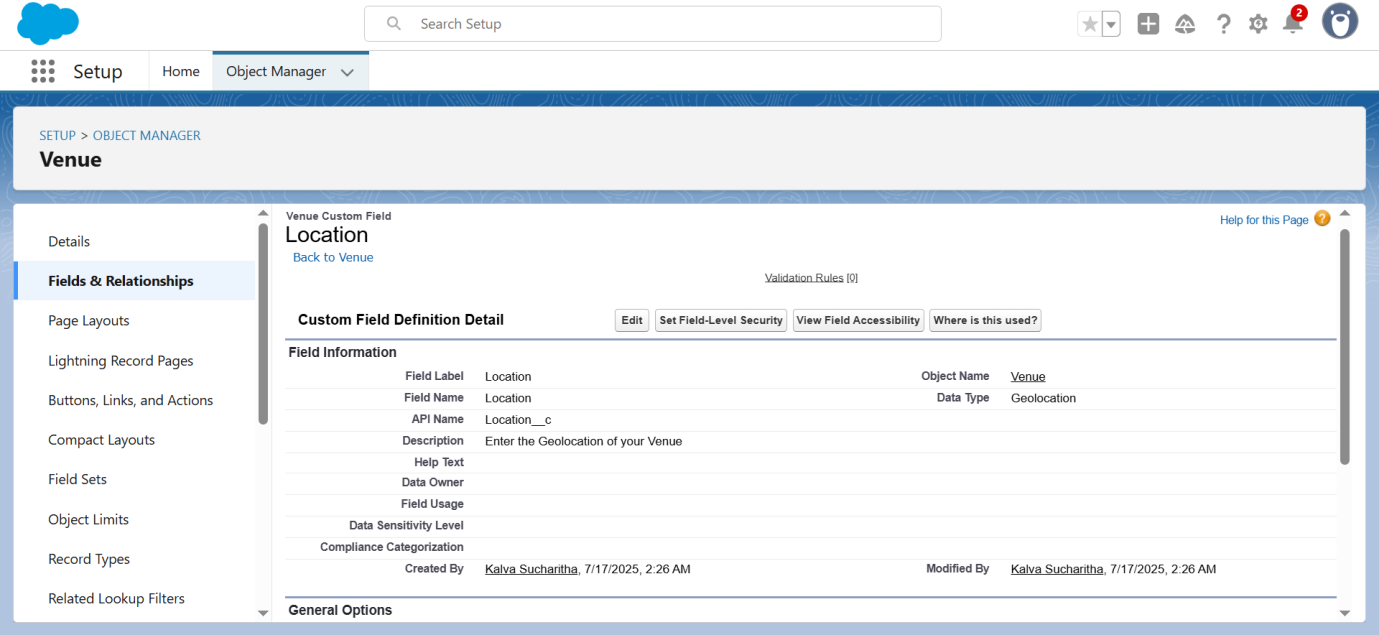 Search Setup
2
Setup
Home
Object Manager
SETUP > OBJECT MANAGER
Venue
Details
Fields & Relationships
Page Layouts
Lightning Record Pages
Buttons, Links, and Actions
Compact Layouts
Field Sets
Object Limits
Record Types
Related Lookup Filters
Venue Custom Field
Help for this Page ?
Location
Back to Venue
Validation Rules [0]
Custom Field Definition Detail
Edit
Set Field-Level Security
View Field Accessibility
Where is this used?
Field Information
Field Label Location Object Name Venue
Field Name Location Data Type Geolocation
API Name Location__c
Description Enter the Geolocation of your Venue
Help Text
Data Owner
Field Usage
Data Sensitivity Level
Compliance Categorization
Created By Kalva Sucharitha, 7/17/2025, 2:26 AM Modified By Kalva Sucharitha, 7/17/2025, 2:26 AM
General Options